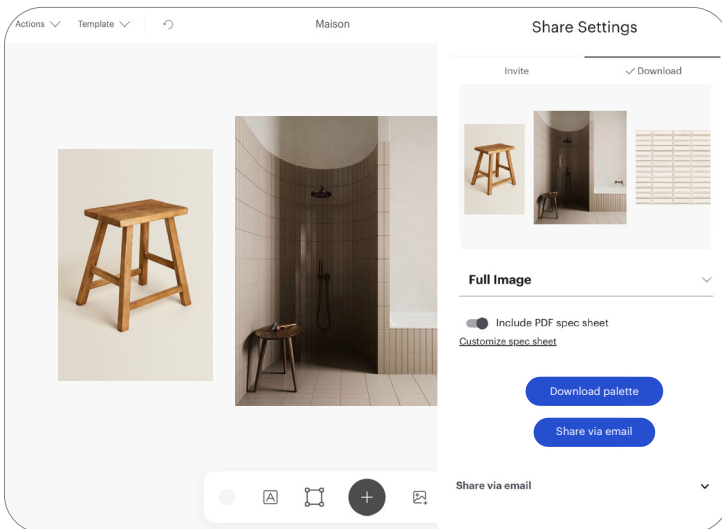 Actions
Template
Maison
Share Settings
Invite
Download
Full Image
Include PDF spec sheet
Customize spec sheet
Download palette
Share via email
A
Share via email